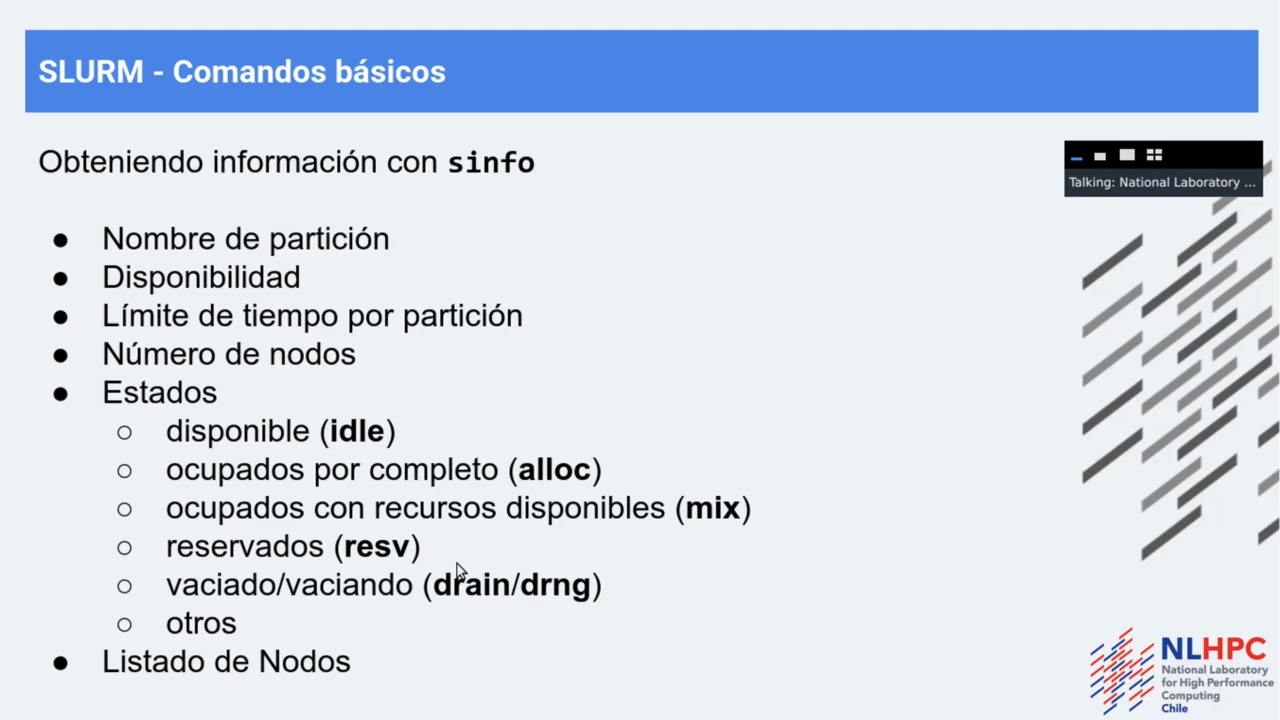 SLURM - Comandos básicos
Obteniendo información con sinfo
Talking: National Laboratory ...
● Nombre de partición
● Disponibilidad
● Límite de tiempo por partición
● Número de nodos
● Estados
○ disponible (idle)
○ ocupados por completo (alloc)
○ ocupados con recursos disponibles (mix)
○ reservados (resv)
○ vaciado/vaciando (drain/drng)
○ otros
● Listado de Nodos
NLHPC
National Laboratory
for High Performance
Computing
Chile